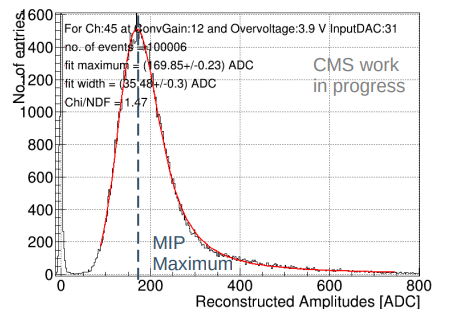 No. of entries
1600
1400
1200
1000
800
600
400
200
0
For Ch:45 at ConvGain:12 and Overvoltage:3.9 V InputDAC:31
no. of events =100006
fit maximum = (169.85+/-0.23) ADC
fit width = (35.48+/-0.3) ADC
Chi/NDF = 1.47
CMS work
in progress
MIP
Maximum
0 200 400 600 800
Reconstructed Amplitudes [ADC]